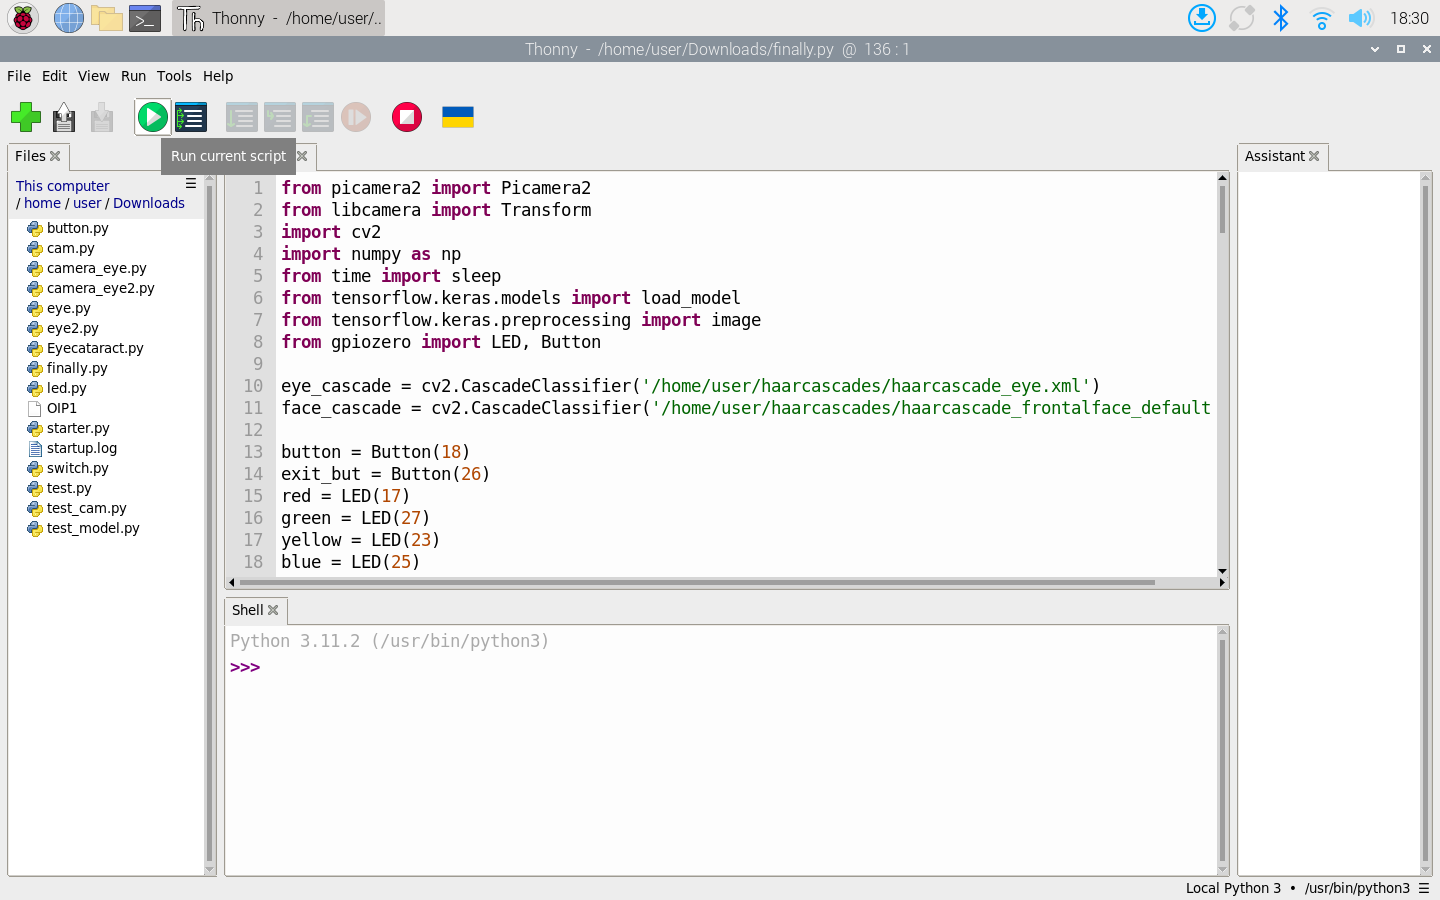 Thonny - /home/user/..
18:30
Thonny - /home/user/Downloads/finally.py @ 136 : 1
File Edit View Run Tools Help
Files
Run current script
Assistant
This computer
/ home / user / Downloads
button.py
cam.py
camera_eye.py
camera_eye2.py
eye.py
eye2.py
Eyecataract.py
finally.py
led.py
OIP1
starter.py
startup.log
switch.py
test.py
test_cam.py
test_model.py
1 from picamera2 import Picamera2
2 from libcamera import Transform
3 import cv2
4 import numpy as np
5 from time import sleep
6 from tensorflow.keras.models import load_model
7 from tensorflow.keras.preprocessing import image
8 from gpiozero import LED, Button
9
10 eye_cascade = cv2.CascadeClassifier('/home/user/haarcascades/haarcascade_eye.xml')
11 face_cascade = cv2.CascadeClassifier('/home/user/haarcascades/haarcascade_frontalface_default
12
13 button = Button(18)
14 exit_but = Button(26)
15 red = LED(17)
16 green = LED(27)
17 yellow = LED(23)
18 blue = LED(25)
Shell
Python 3.11.2 (/usr/bin/python3)
>>>
Local Python 3 • /usr/bin/python3